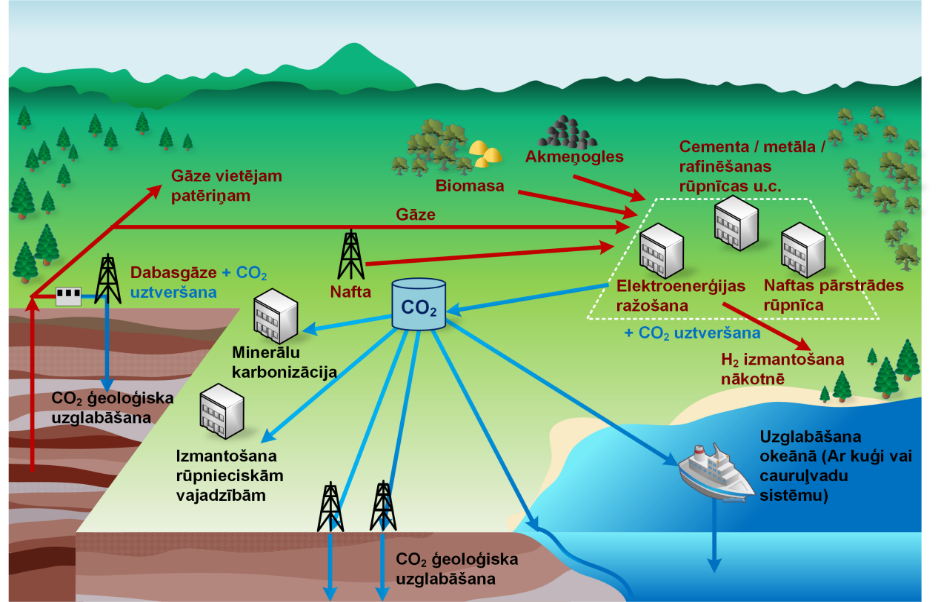 Cementa / metāla /
rafinēšanas
rūpnīcas u.c.
Akmeņogles
Biomasa
Gāze vietējam
patēriņam
Gāze
Dabasgāze + CO₂
uztveršana
Nafta
CO₂
Elektroenerģijas
ražošana
Naftas pārstrādes
rūpnīca
+ CO₂ uztveršana
H₂ izmantošana
nākotnē
Minerālu
karbonizācija
CO₂ ģeoloģiska
uzglabāšana
Izmantošana
rūpnieciskām
vajadzībām
Uzglabāšana
okeānā (Ar kuģi vai
cauruļvadu
sistēmu)
CO₂ ģeoloģiska
uzglabāšana